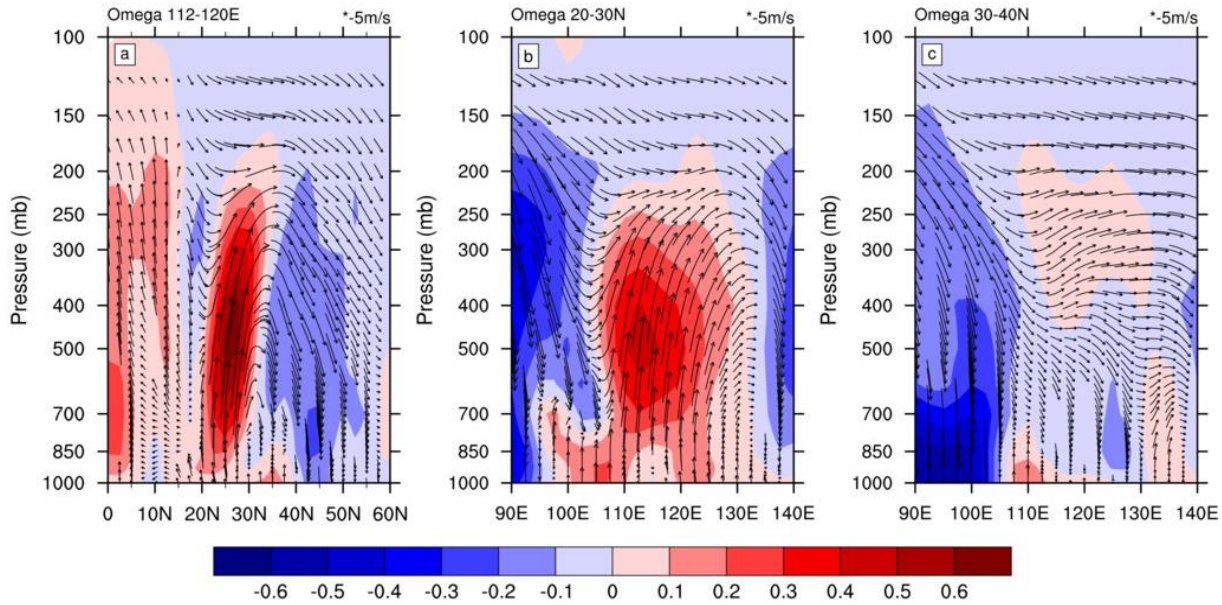 Omega 112-120E *-5m/s
Omega 20-30N *-5m/s
Omega 30-40N *-5m/s
a
b
c
Pressure (mb)
100
150
200
250
300
400
500
700
850
1000
0 10N 20N 30N 40N 50N 60N
Pressure (mb)
100
150
200
250
300
400
500
700
850
1000
90E 100E 110E 120E 130E 140E
Pressure (mb)
100
150
200
250
300
400
500
700
850
1000
90E 100E 110E 120E 130E 140E
-0.6 -0.5 -0.4 -0.3 -0.2 -0.1 0 0.1 0.2 0.3 0.4 0.5 0.6